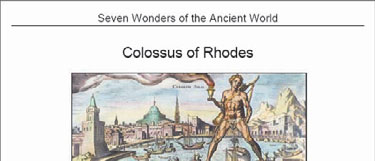 Seven Wonders of the Ancient World
Colossus of Rhodes